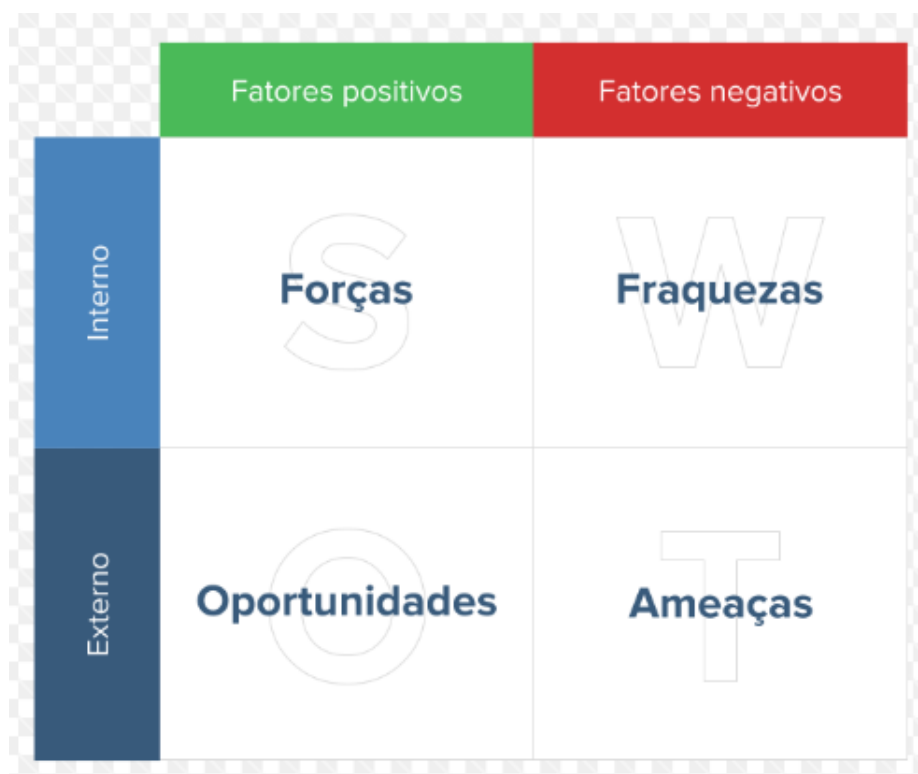 Fatores positivos
Fatores negativos
Interno
S
Forças
W
Fraquezas
Externo
O
Oportunidades
T
Ameaças